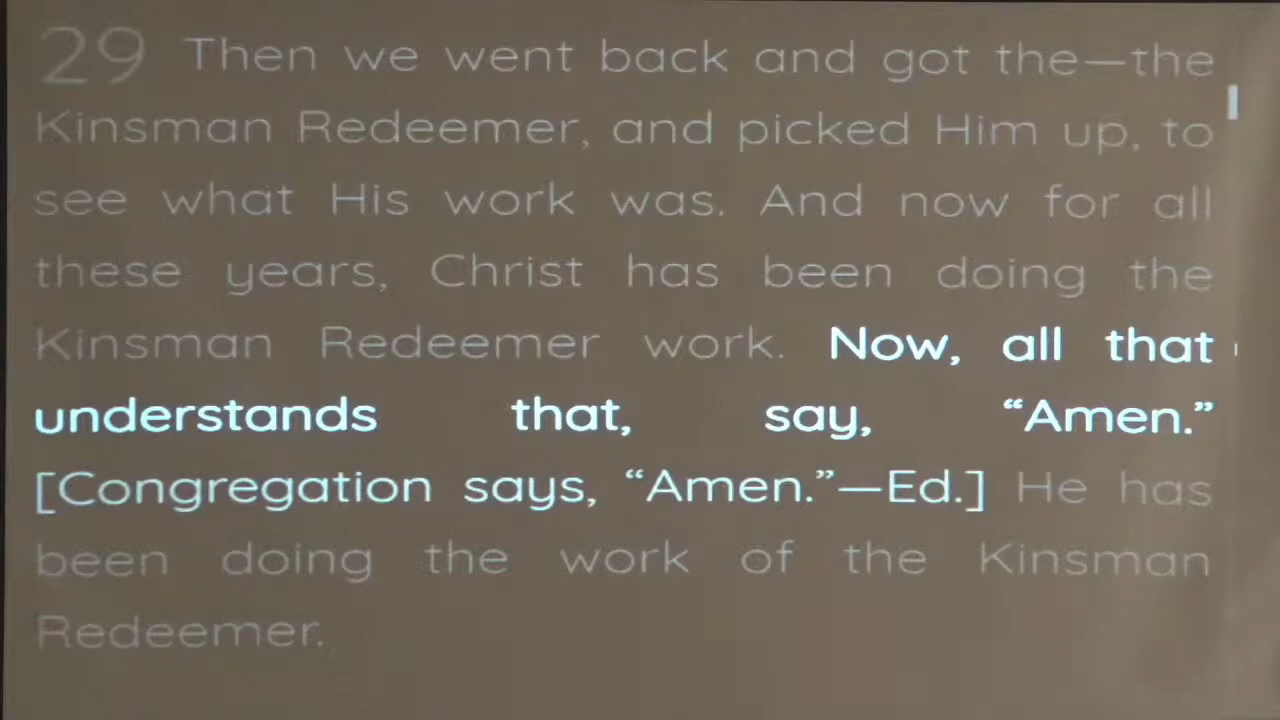 29 Then we went back and got the—the
Kinsman Redeemer, and picked Him up, to
see what His work was. And now for all
these years, Christ has been doing the
Kinsman Redeemer work. Now, all that
understands that, say, “Amen.”
[Congregation says, “Amen.”—Ed.] He has
been doing the work of the Kinsman
Redeemer.